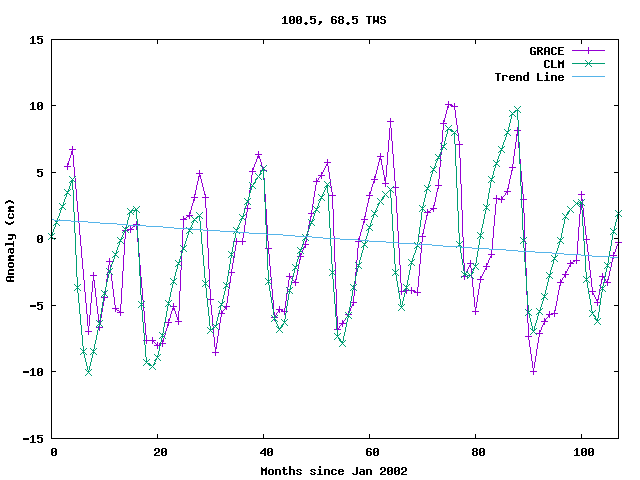 100.5, 68.5 TWS
GRACE
CLM
Trend Line
Anomaly (cm)
15
10
5
0
-5
-10
-15
0 20 40 60 80 100
Months since Jan 2002